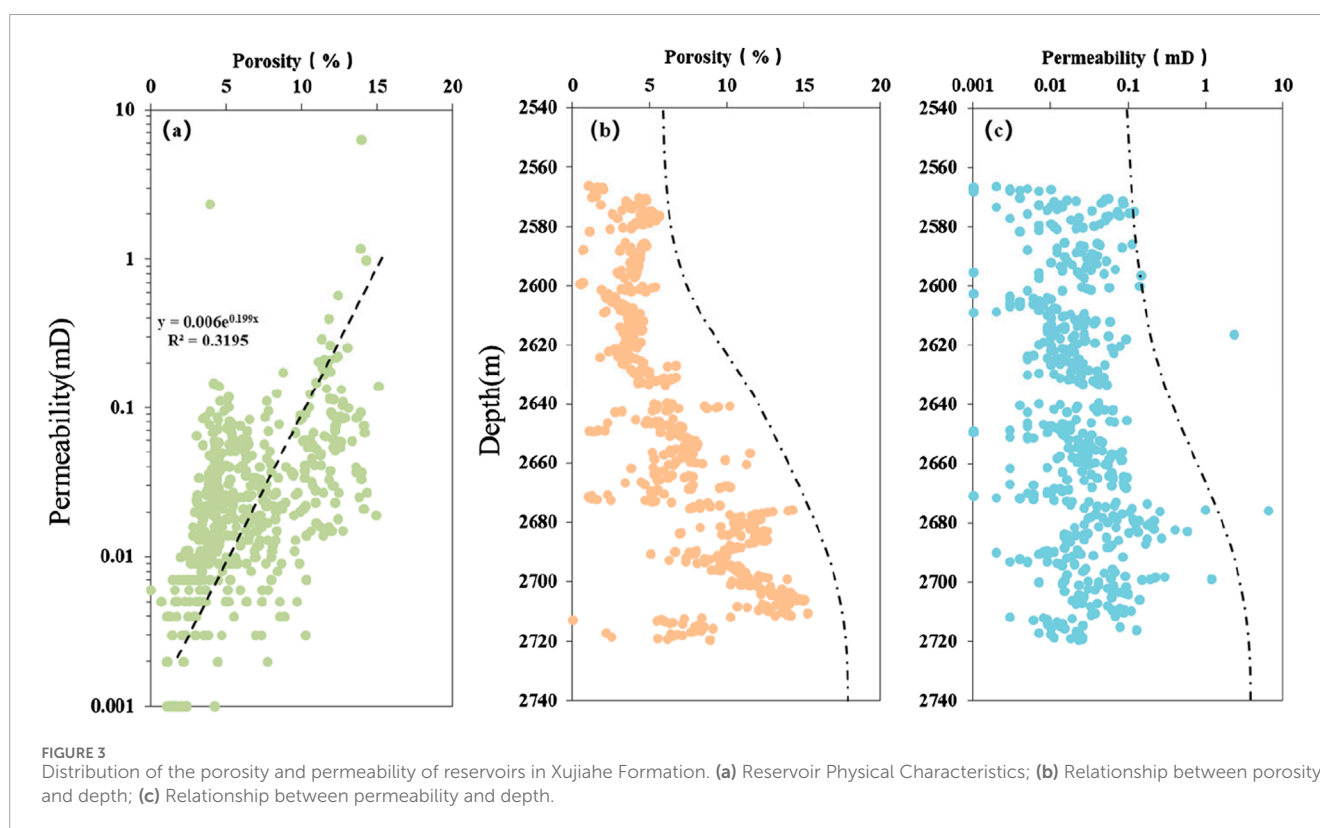 Porosity ( % )
0 5 10 15 20
10
1
0.1
0.01
0.001
Permeability(mD)
(a)
y = 0.006e^0.199x
R² = 0.3195
Porosity ( % )
0 5 10 15 20
2540
2560
2580
2600
2620
2640
2660
2680
2700
2720
2740
Depth(m)
(b)
Permeability ( mD )
0.001 0.01 0.1 1 10
2540
2560
2580
2600
2620
2640
2660
2680
2700
2720
2740
(c)
FIGURE 3
Distribution of the porosity and permeability of reservoirs in Xujiahe Formation. (a) Reservoir Physical Characteristics; (b) Relationship between porosity
and depth; (c) Relationship between permeability and depth.